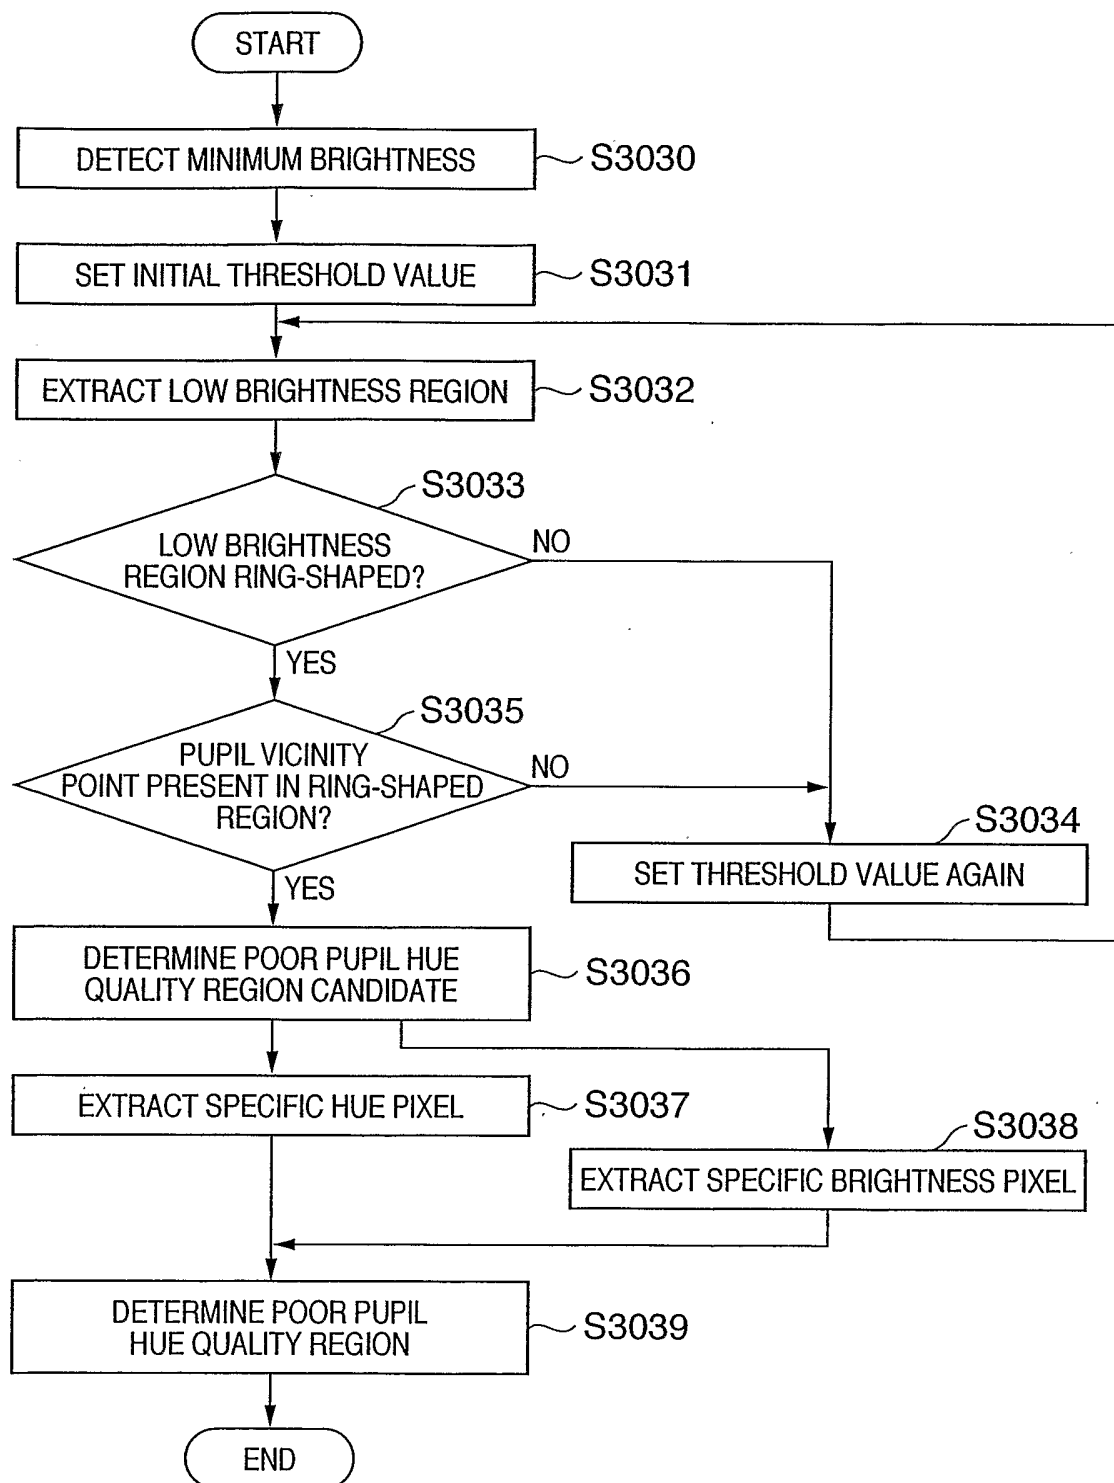 START
DETECT MINIMUM BRIGHTNESS
S3030
SET INITIAL THRESHOLD VALUE
S3031
EXTRACT LOW BRIGHTNESS REGION
S3032
S3033
LOW BRIGHTNESS
REGION RING-SHAPED?
NO
YES
S3035
PUPIL VICINITY
POINT PRESENT IN RING-SHAPED
REGION?
NO
YES
S3034
SET THRESHOLD VALUE AGAIN
DETERMINE POOR PUPIL HUE
QUALITY REGION CANDIDATE
S3036
EXTRACT SPECIFIC HUE PIXEL
S3037
S3038
EXTRACT SPECIFIC BRIGHTNESS PIXEL
DETERMINE POOR PUPIL
HUE QUALITY REGION
S3039
END